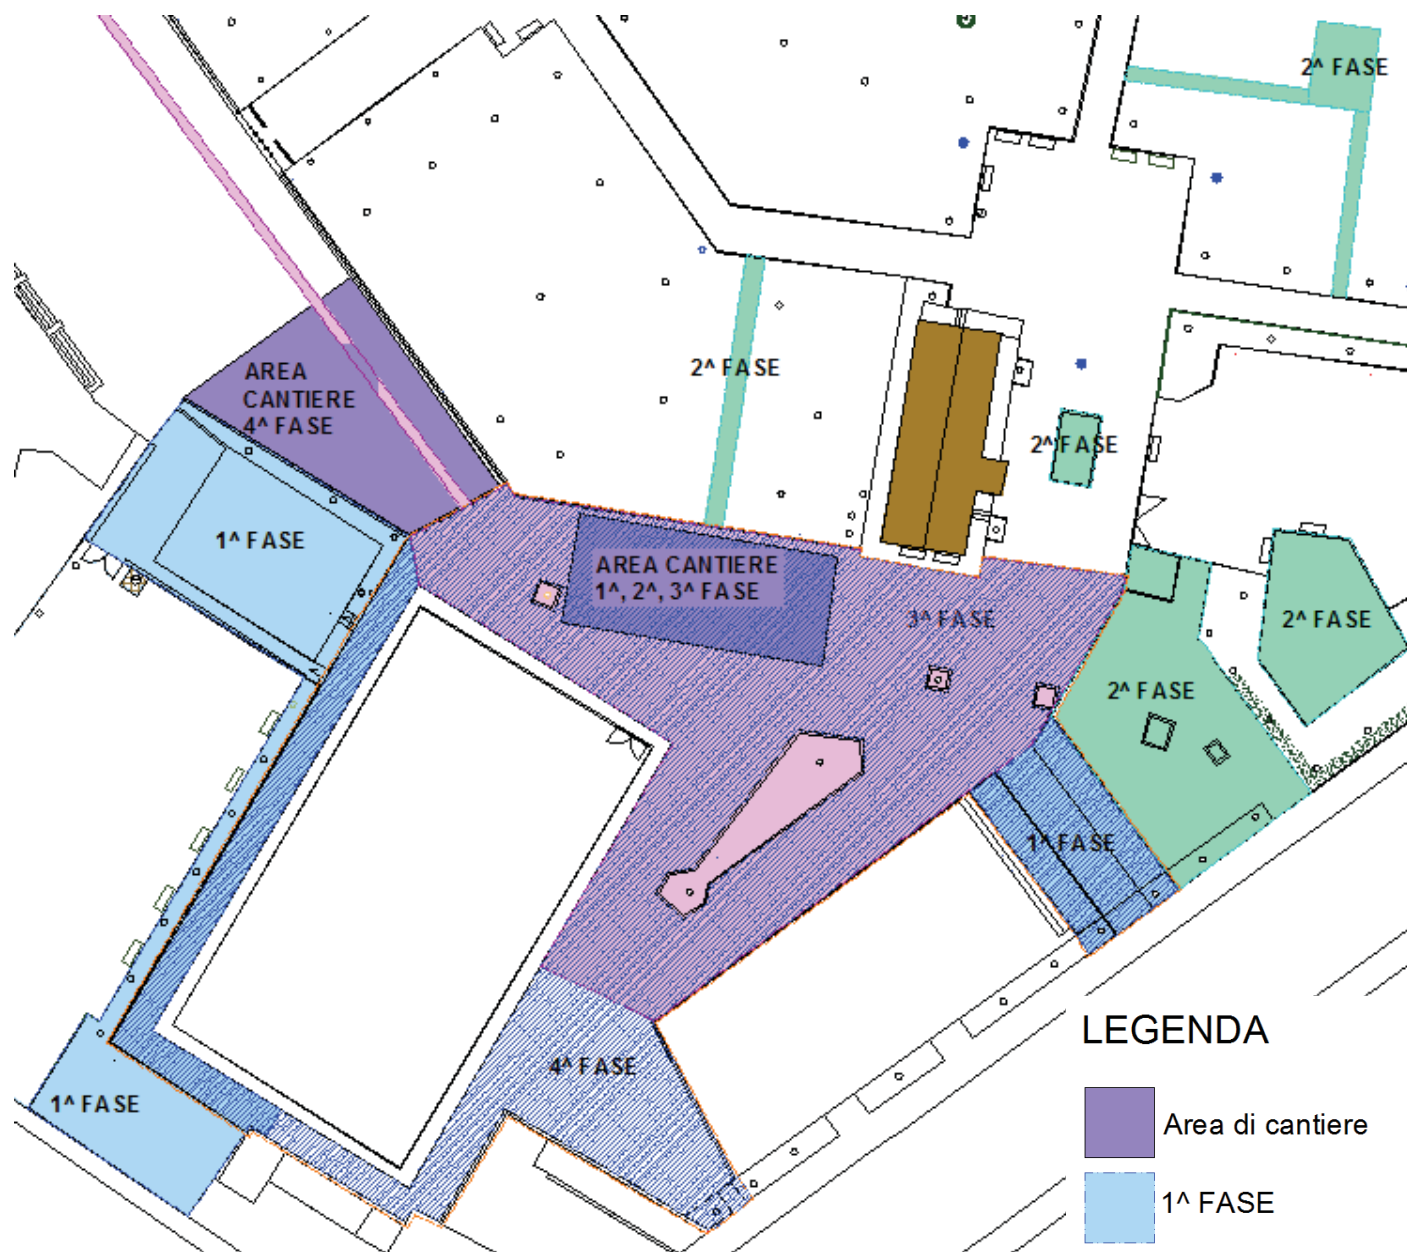 2^ FASE
AREA
CANTIERE
4^ FASE
2^ FASE
2^ FASE
1^ FASE
AREA CANTIERE
1^, 2^, 3^ FASE
3^ FASE
2^ FASE
2^ FASE
1^ FASE
4^ FASE
1^ FASE
LEGENDA
Area di cantiere
1^ FASE